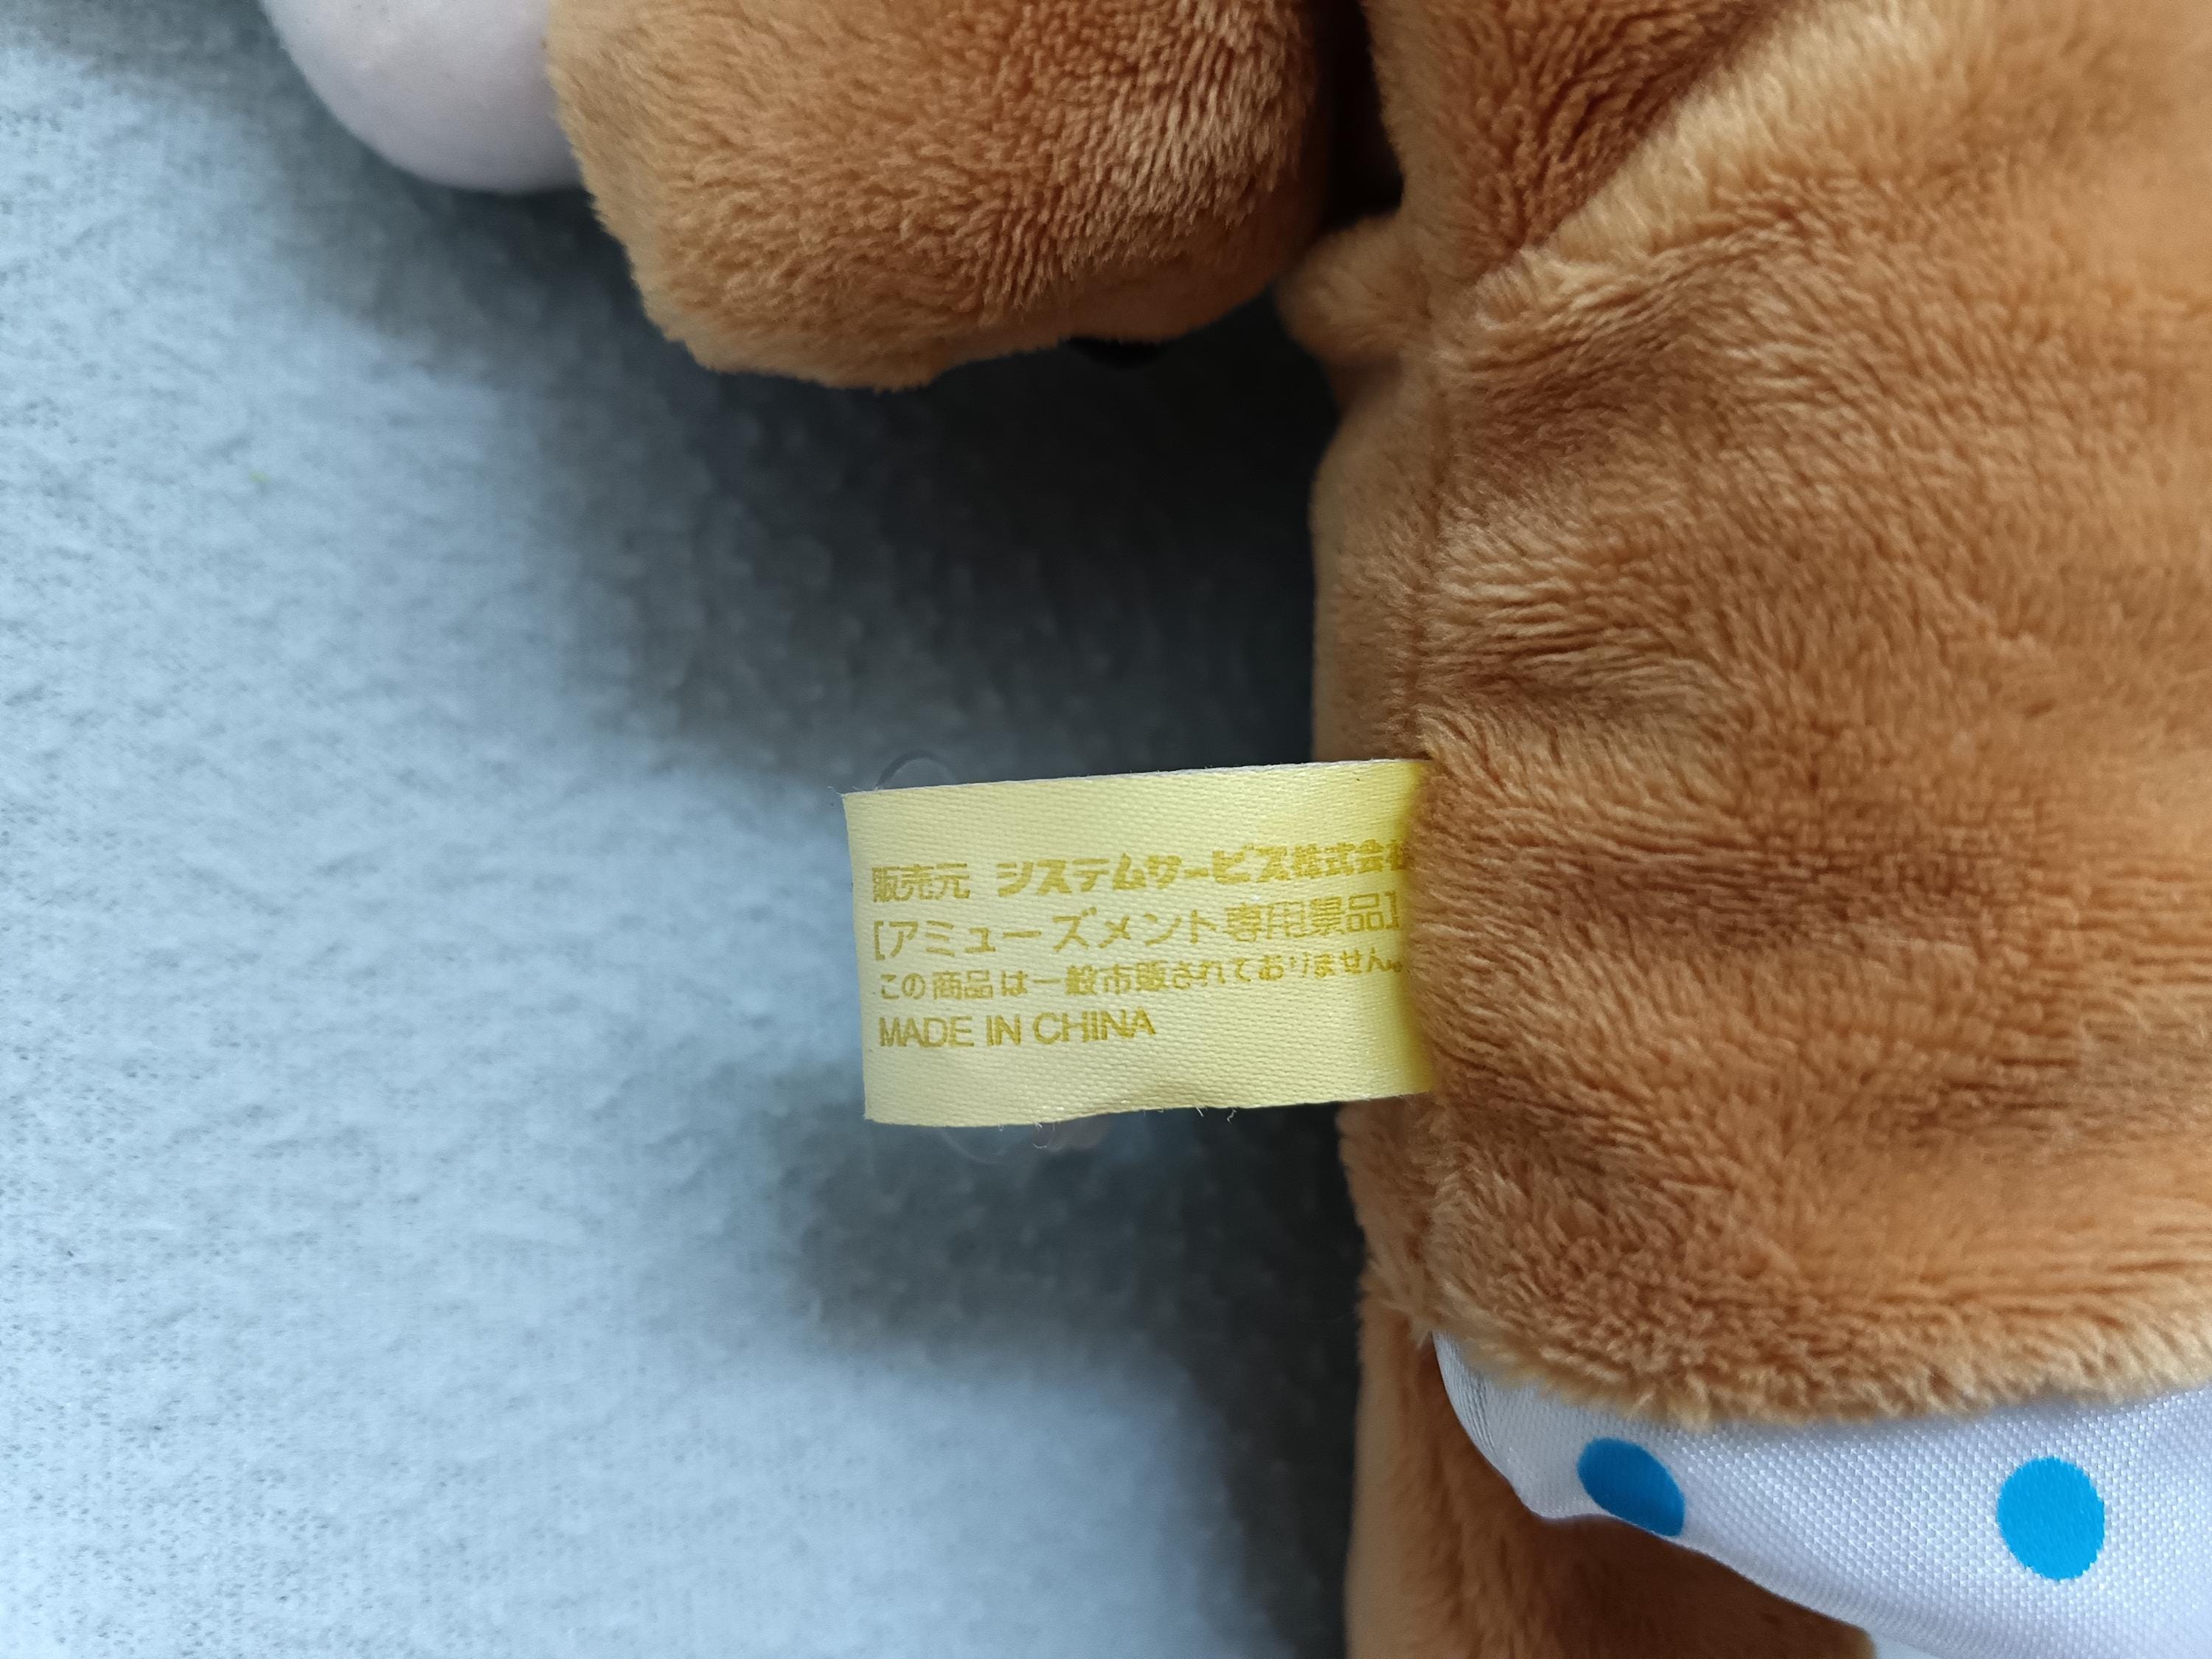 販売元 システムサービス株式会社
[アミューズメント専用景品]
この商品は一般市販されておりません。
MADE IN CHINA